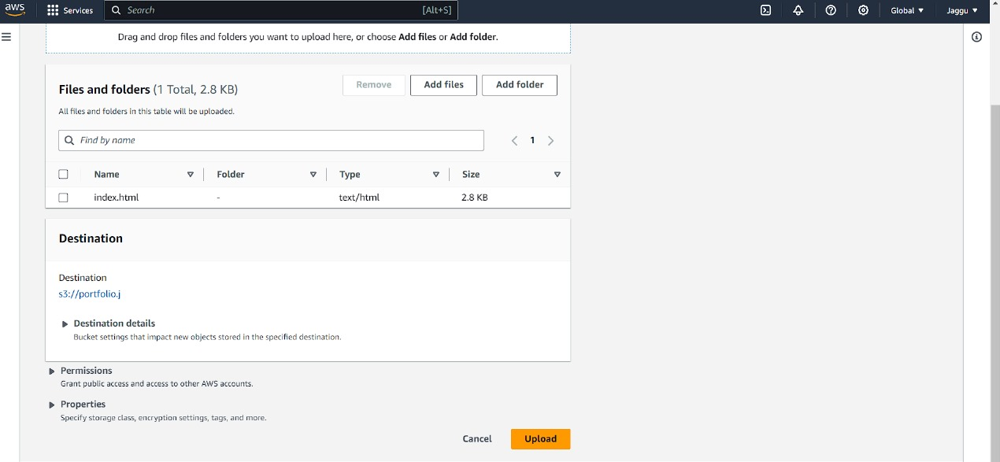 aws Services Search [Alt+S] Global ▼ Jaggu ▼
Drag and drop files and folders you want to upload here, or choose Add files or Add folder.
Files and folders (1 Total, 2.8 KB) Remove Add files Add folder
All files and folders in this table will be uploaded.
Find by name 1
Name Folder Type Size
index.html - text/html 2.8 KB
Destination
Destination
s3://portfolio.j
Destination details
Bucket settings that impact new objects stored in the specified destination.
Permissions
Grant public access and access to other AWS accounts.
Properties
Specify storage class, encryption settings, tags, and more.
Cancel Upload